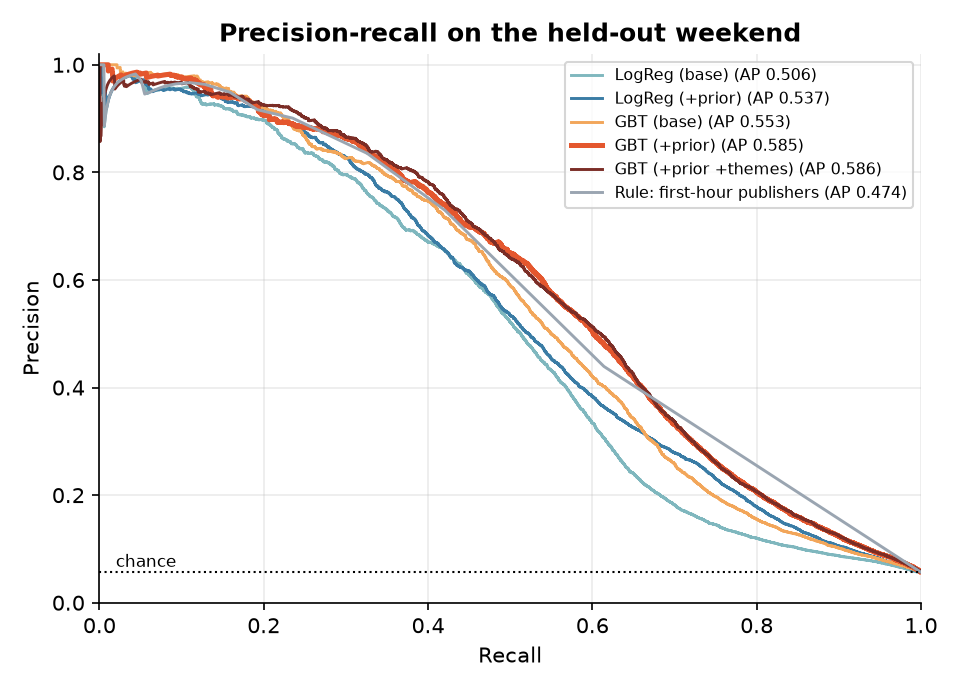 Precision-recall on the held-out weekend
1.0
0.8
0.6
0.4
0.2
0.0
Precision
LogReg (base) (AP 0.506)
LogReg (+prior) (AP 0.537)
GBT (base) (AP 0.553)
GBT (+prior) (AP 0.585)
GBT (+prior +themes) (AP 0.586)
Rule: first-hour publishers (AP 0.474)
chance
0.0 0.2 0.4 0.6 0.8 1.0
Recall